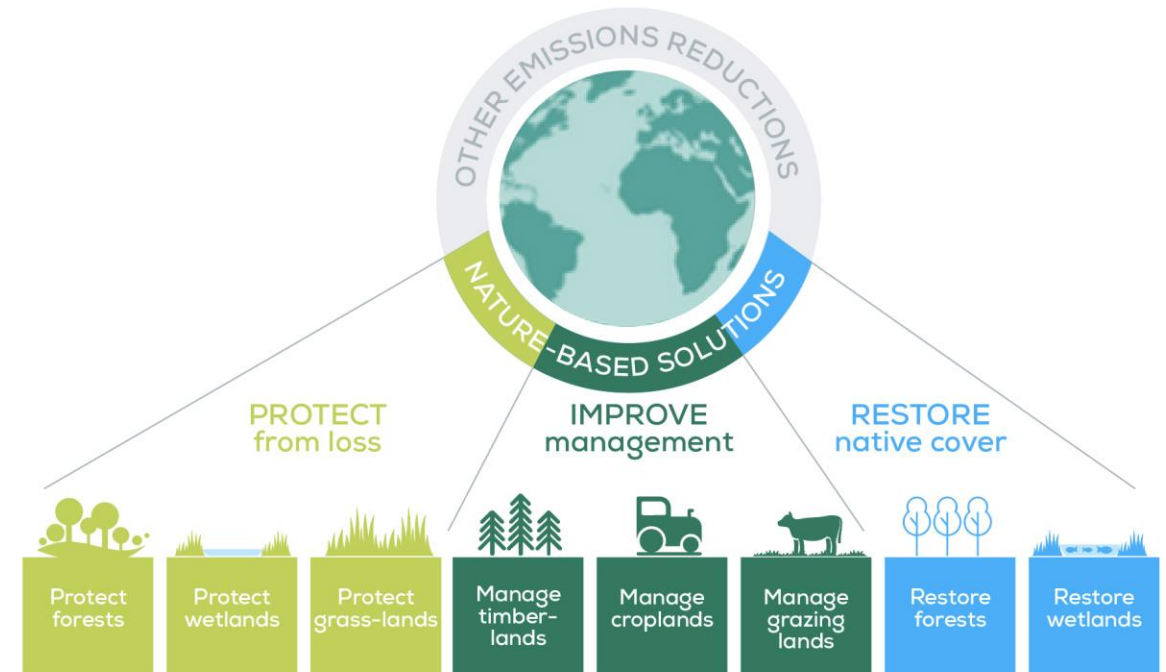 OTHER EMISSIONS REDUCTIONS
NATURE-BASED SOLUTIONS
PROTECT
from loss
IMPROVE
management
RESTORE
native cover
Protect
forests
Protect
wetlands
Protect
grass-lands
Manage
timber-
lands
Manage
croplands
Manage
grazing
lands
Restore
forests
Restore
wetlands